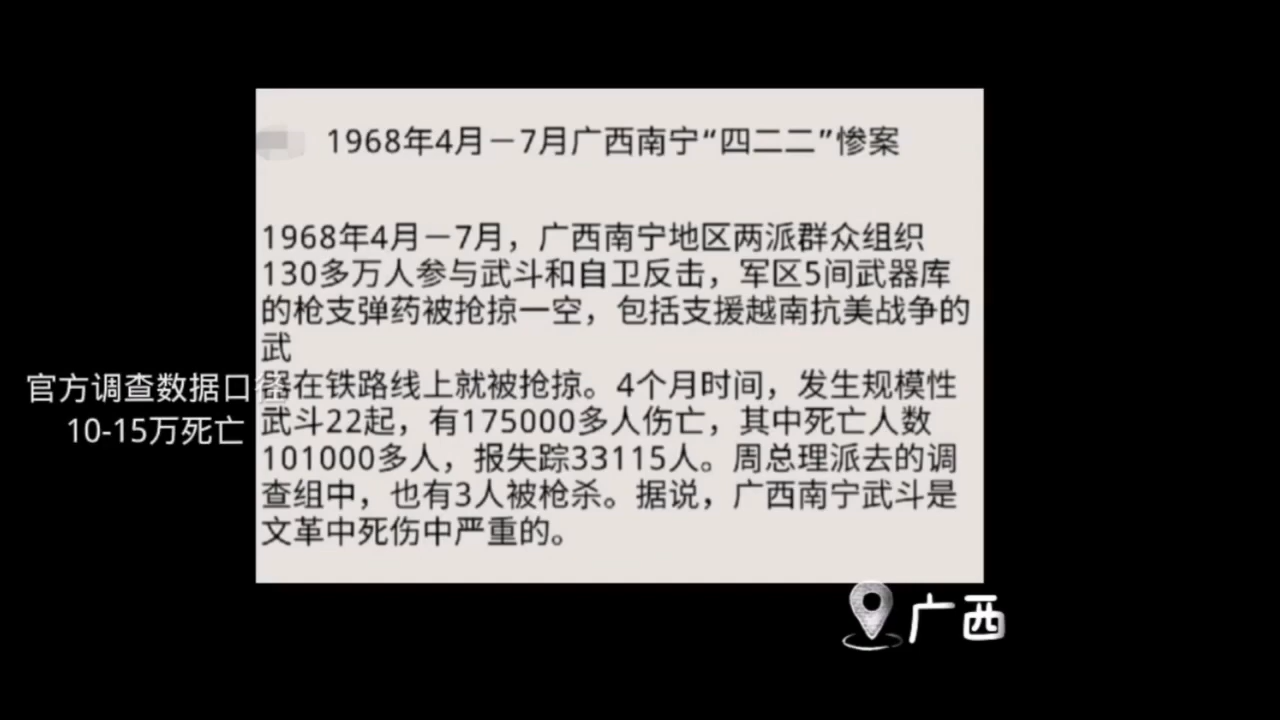 1968年4月－7月广西南宁“四二二”惨案
1968年4月－7月，广西南宁地区两派群众组织
130多万人参与武斗和自卫反击，军区5间武器库
的枪支弹药被抢掠一空，包括支援越南抗美战争的
武
器在铁路线上就被抢掠。4个月时间，发生规模性
武斗22起，有175000多人伤亡，其中死亡人数
101000多人，报失踪33115人。周总理派去的调
查组中，也有3人被枪杀。据说，广西南宁武斗是
文革中死伤中严重的。
官方调查数据口径
10-15万死亡
广西